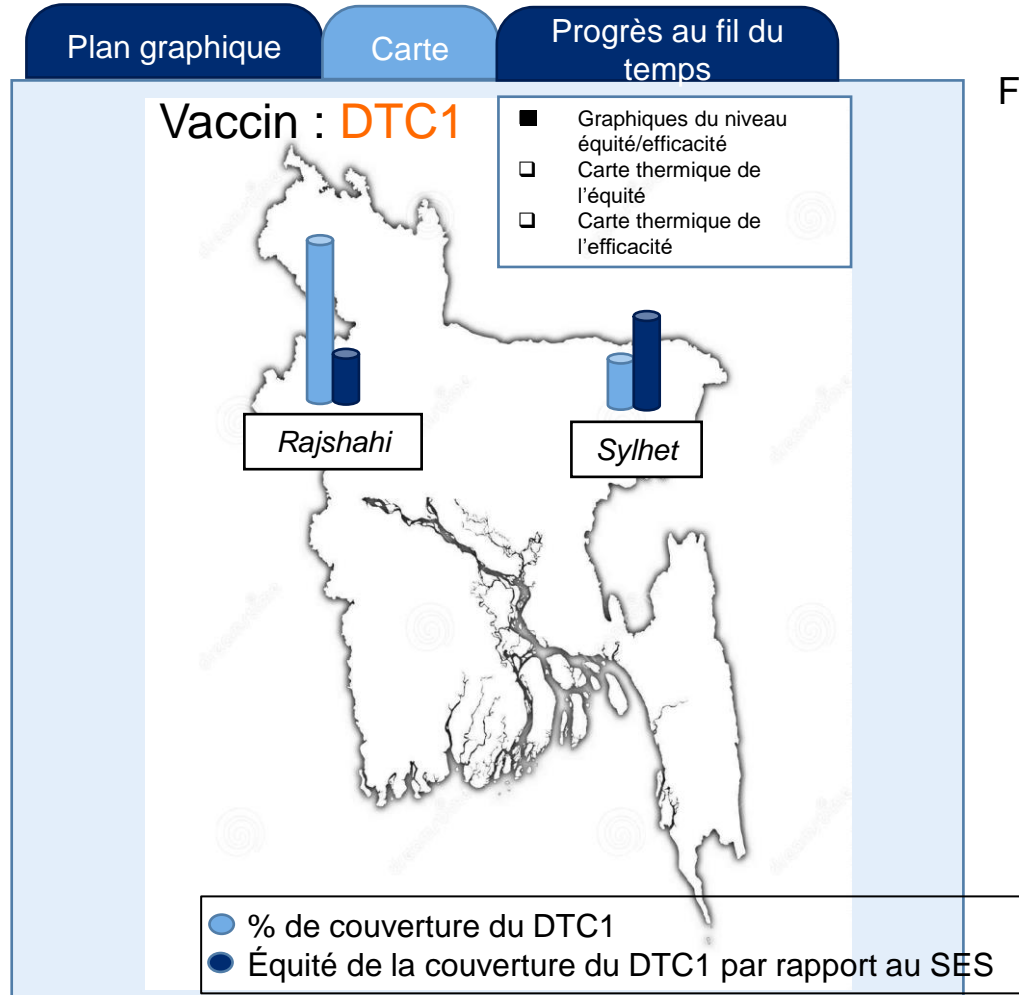 Plan graphique
Carte
Progrès au fil du
temps
F
Vaccin : DTC1
Graphiques du niveau
équité/efficacité
Carte thermique de
l'équité
Carte thermique de
l'efficacité
Rajshahi
Sylhet
% de couverture du DTC1
Équité de la couverture du DTC1 par rapport au SES